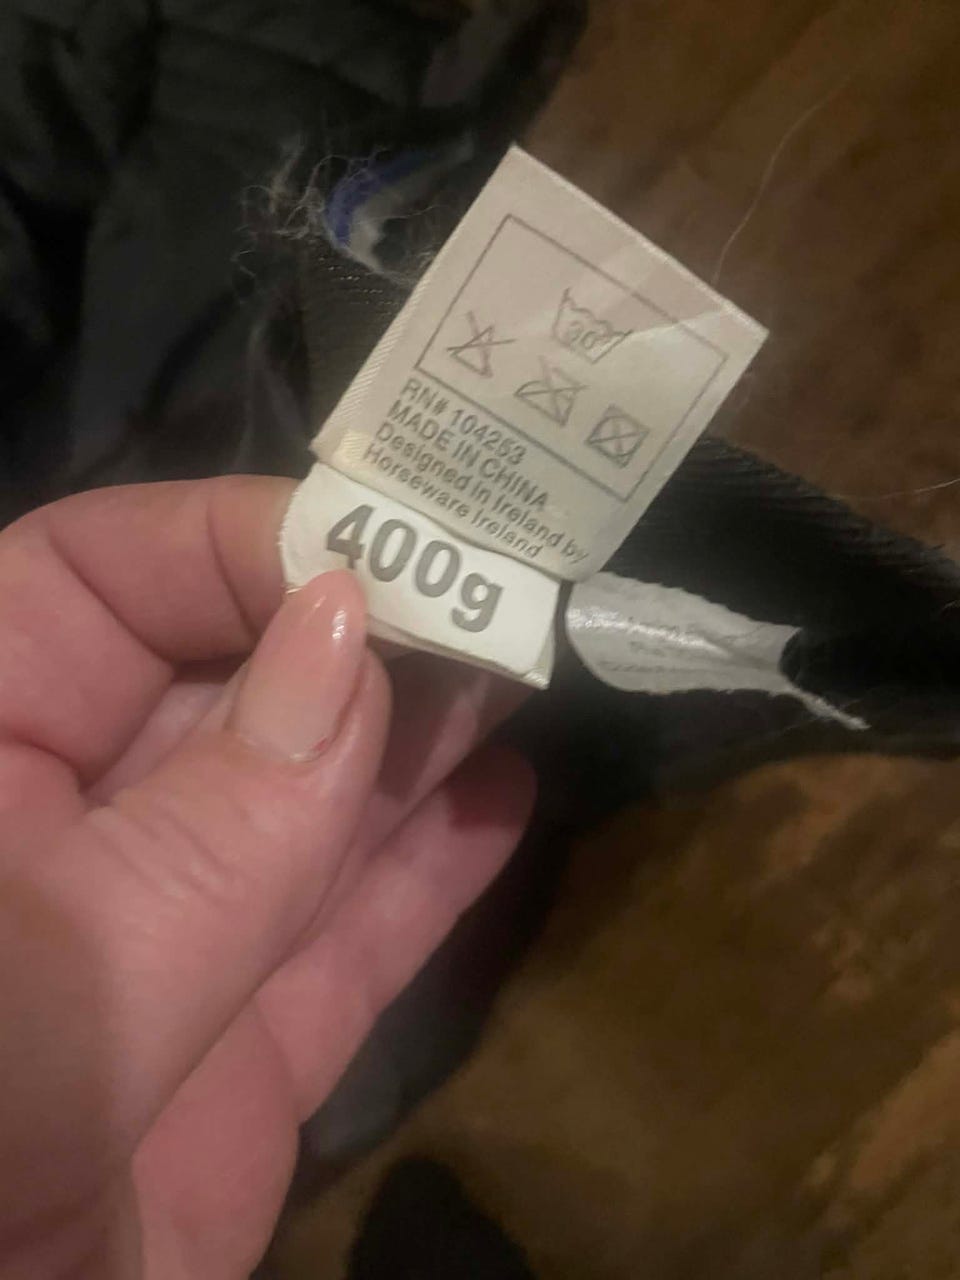 30°
RN# 104253
MADE IN CHINA
Designed in Ireland by
Horseware Ireland
400g